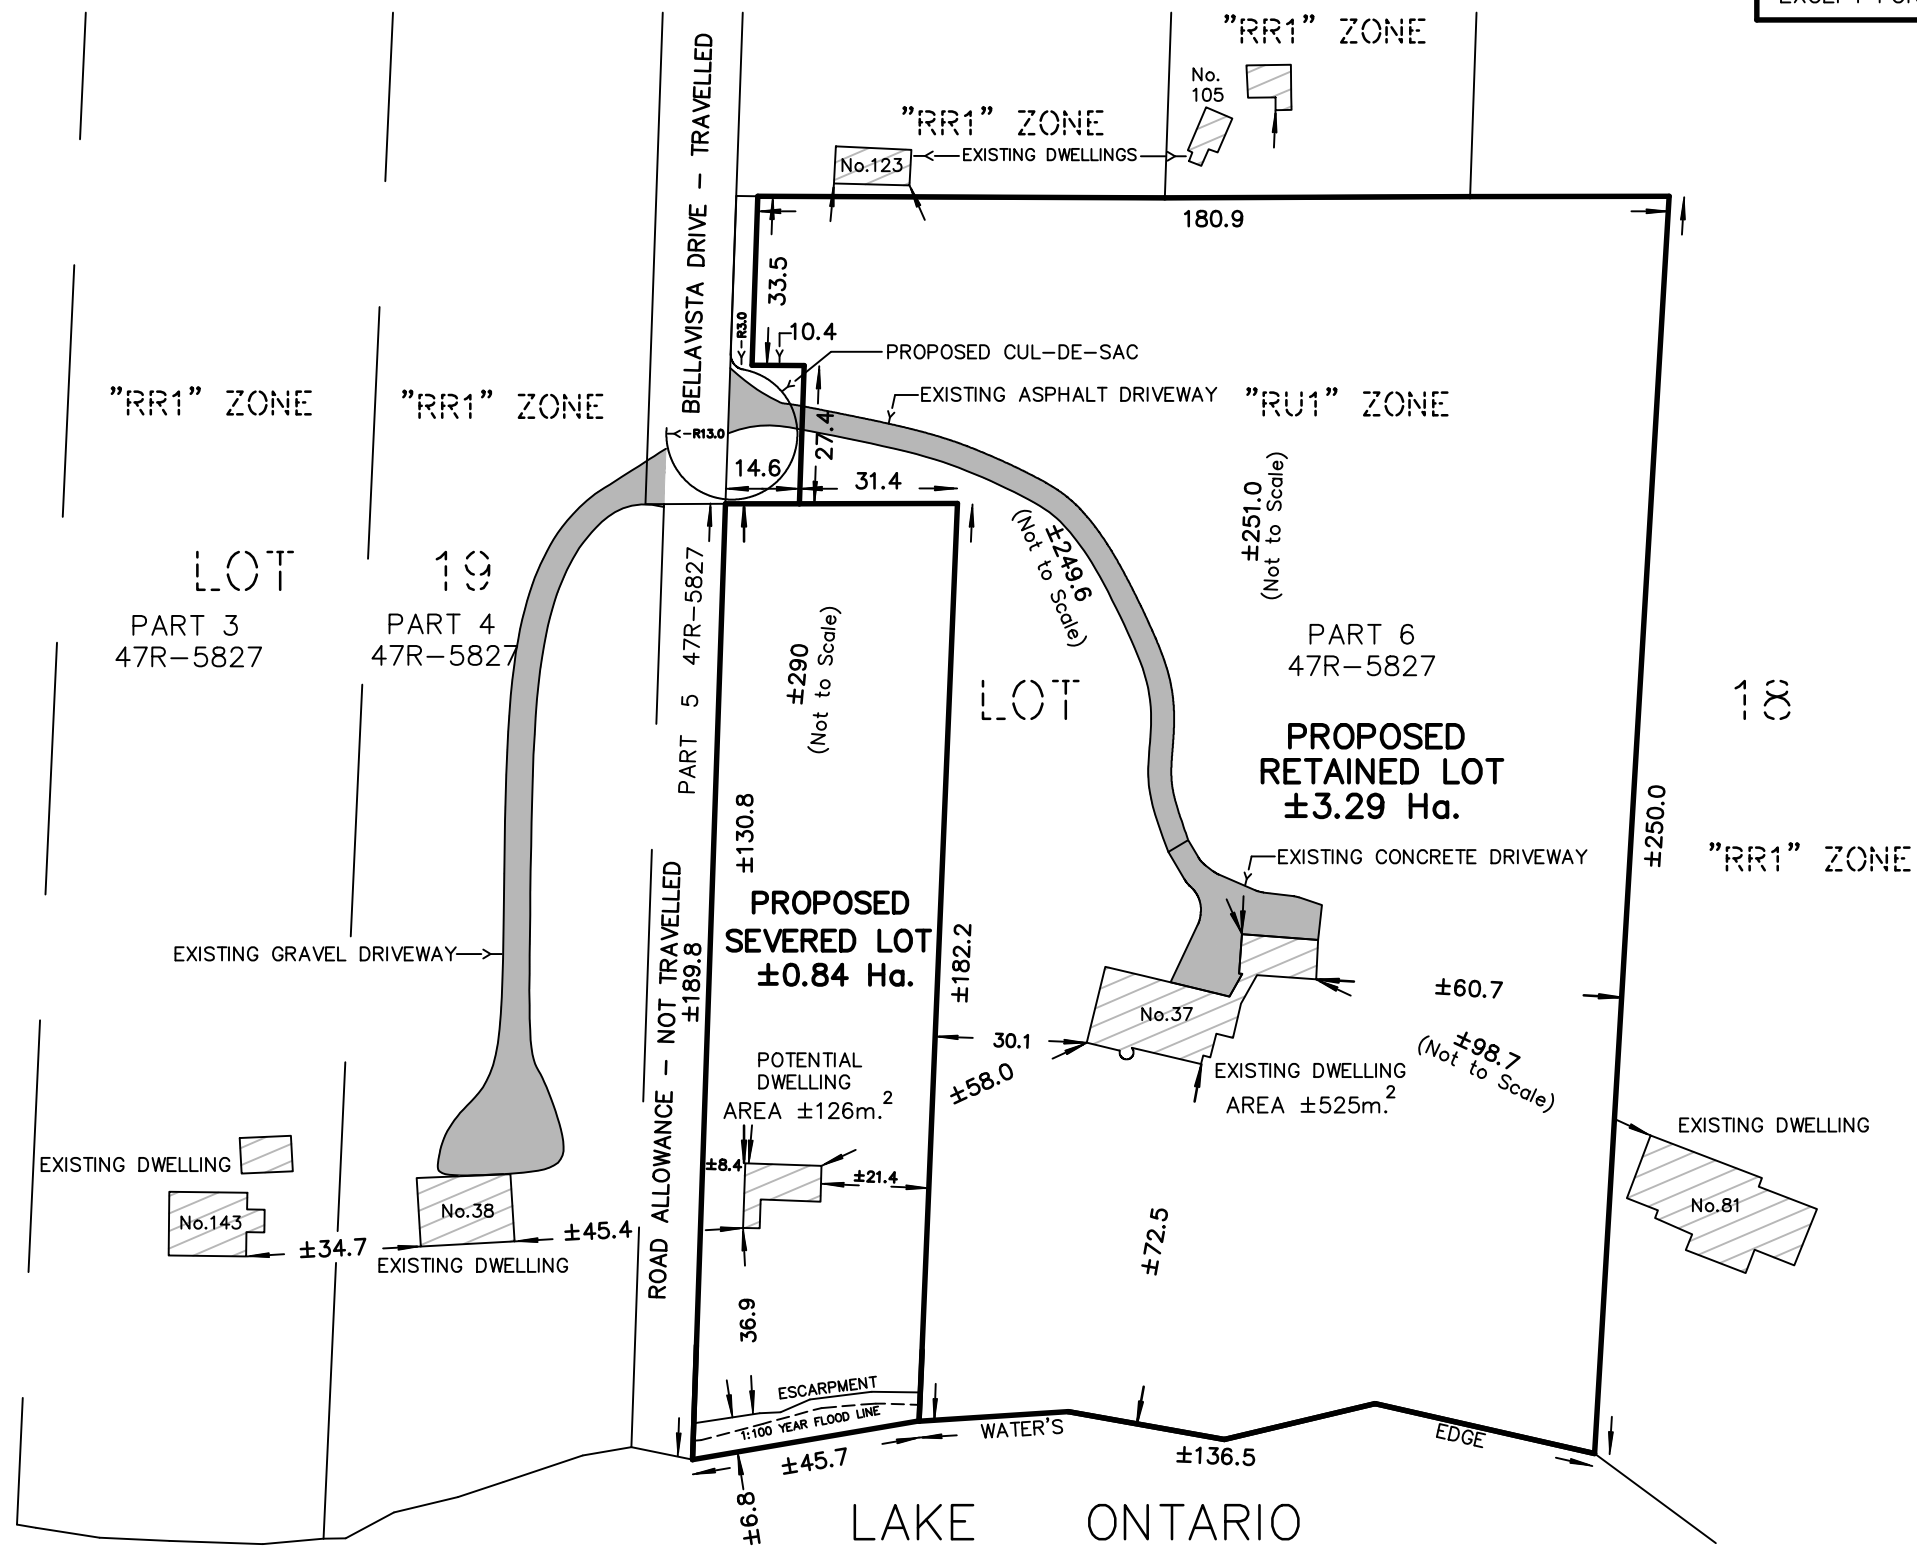 "RR1" ZONE
No.
105
"RR1" ZONE
EXISTING DWELLINGS
No.123
BELLAVISTA DRIVE - TRAVELLED
180.9
33.5
R3.0
10.4
PROPOSED CUL-DE-SAC
EXISTING ASPHALT DRIVEWAY
"RR1" ZONE
"RR1" ZONE
"RU1" ZONE
R13.0
27.4
14.6
31.4
±251.0
(Not to Scale)
±249.6
(Not to Scale)
LOT 19
PART 3
47R-5827
PART 4
47R-5827
PART 5 47R-5827
±290
(Not to Scale)
PART 6
47R-5827
LOT 18
PROPOSED
RETAINED LOT
±3.29 Ha.
±130.8
±250.0
EXISTING CONCRETE DRIVEWAY
"RR1" ZONE
PROPOSED
SEVERED LOT
±0.84 Ha.
EXISTING GRAVEL DRIVEWAY
ROAD ALLOWANCE - NOT TRAVELLED
±189.8
±182.2
±60.7
No.37
30.1
±58.0
±98.7
(Not to Scale)
POTENTIAL
DWELLING
AREA ±126m.²
EXISTING DWELLING
AREA ±525m.²
EXISTING DWELLING
EXISTING DWELLING
±8.4
±21.4
No.81
No.143
No.38
±34.7
±45.4
EXISTING DWELLING
±72.5
36.9
ESCARPMENT
1:100 YEAR FLOOD LINE
WATER'S EDGE
±45.7
±136.5
±6.8
LAKE ONTARIO